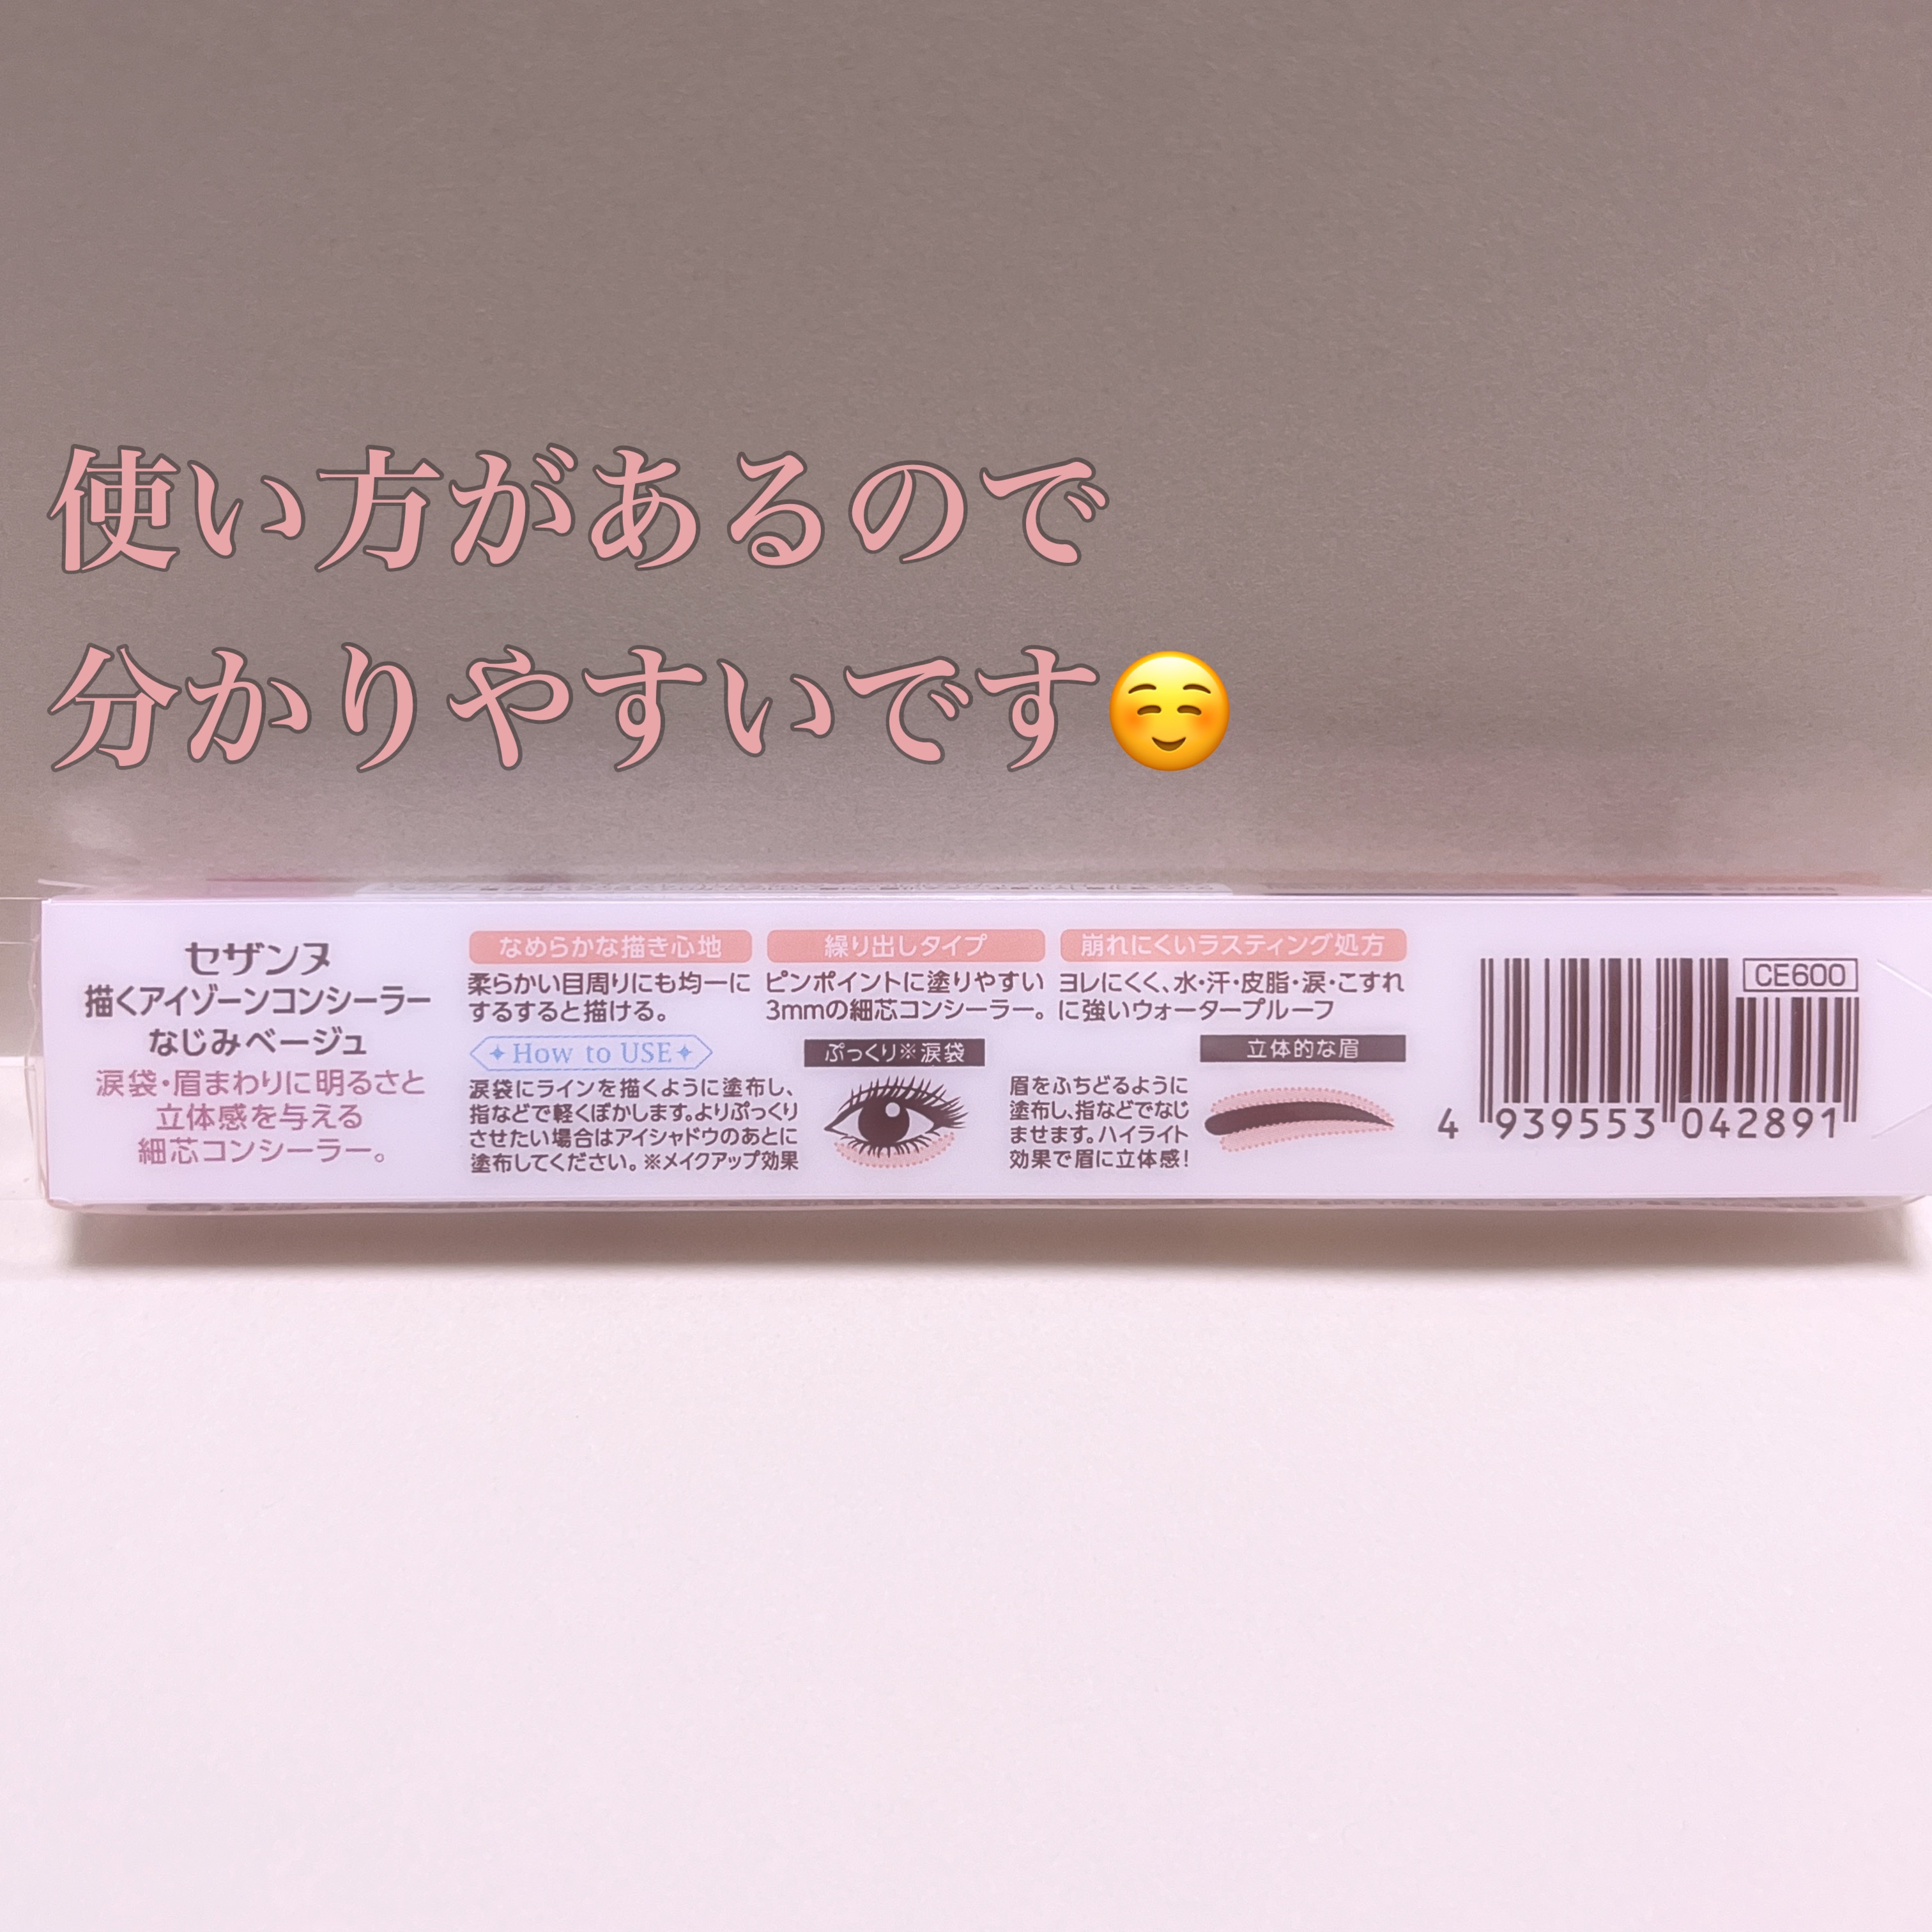 使い方があるので
分かりやすいです☺️
セザンヌ
描くアイゾーンコンシーラー
なじみベージュ
涙袋・眉まわりに明るさと
立体感を与える
細芯コンシーラー。
なめらかな描き心地
柔らかい目周りにも均一に
するすると描ける。
繰り出しタイプ
ピンポイントに塗りやすい
3mmの細芯コンシーラー。
崩れにくいラスティング処方
ヨレにくく、水・汗・皮脂・涙・こすれ
に強いウォータープルーフ
How to USE
ぷっくり※涙袋
涙袋にラインを描くように塗布し、
指などで軽くぼかします。よりぷっくり
させたい場合はアイシャドウのあとに
塗布してください。※メイクアップ効果
立体的な眉
眉をふちどるように
塗布し、指などでなじ
ませます。ハイライト
効果で眉に立体感!
CE600
4 939553 042891